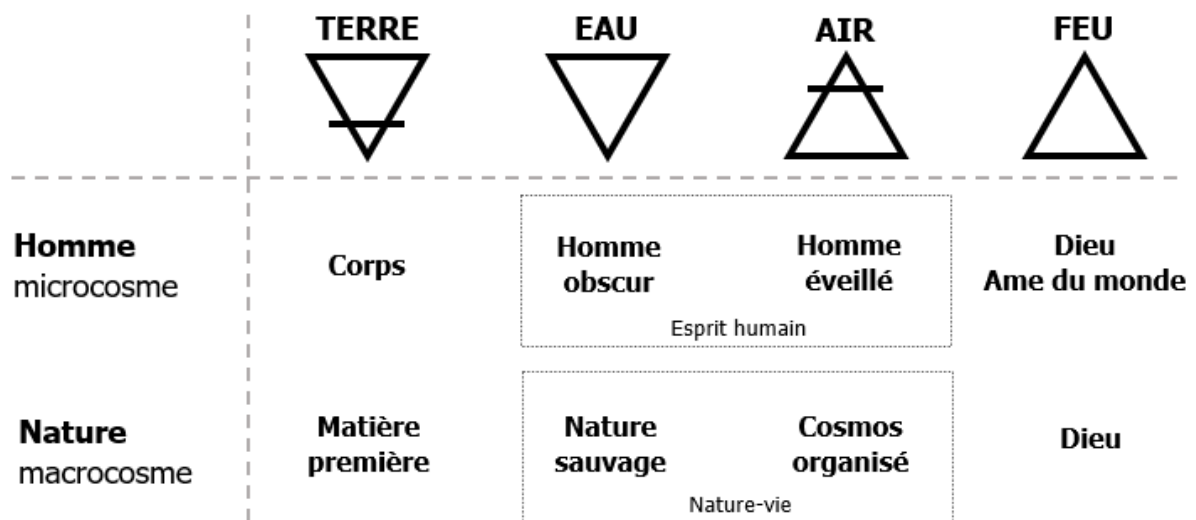 TERRE EAU AIR FEU
Homme
microcosme
Corps
Homme
obscur
Homme
éveillé
Esprit humain
Dieu
Ame du monde
Nature
macrocosme
Matière
première
Nature
sauvage
Cosmos
organisé
Nature-vie
Dieu